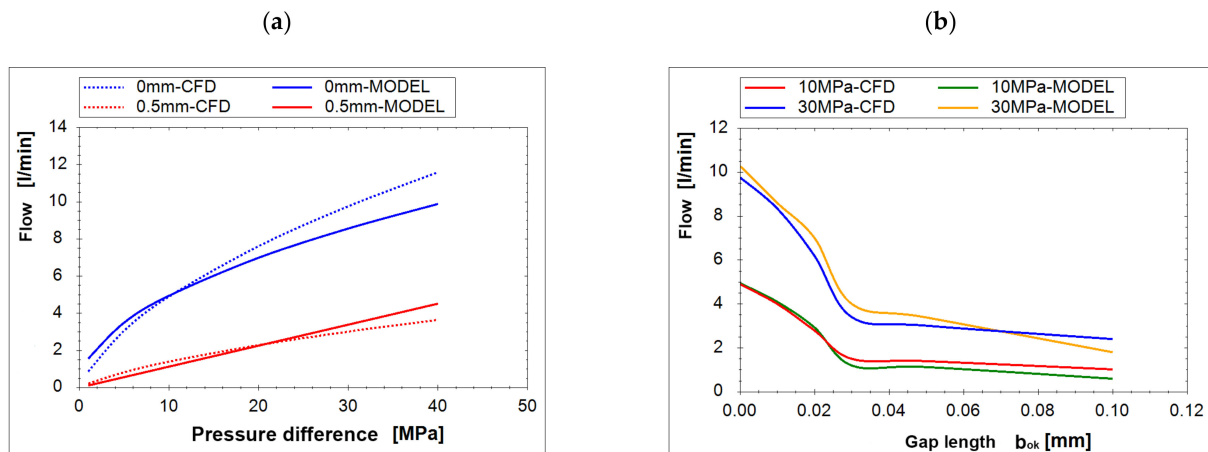 (a)
(b)
0mm-CFD 0mm-MODEL
0.5mm-CFD 0.5mm-MODEL
14
12
10
8
6
4
2
0
Flow [l/min]
0 10 20 30 40 50
Pressure difference [MPa]
10MPa-CFD 10MPa-MODEL
30MPa-CFD 30MPa-MODEL
12
10
8
6
4
2
0
Flow [l/min]
0.00 0.02 0.04 0.06 0.08 0.10 0.12
Gap length bok [mm]